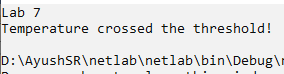 Lab 7
Temperature crossed the threshold!
D:\AyushSR\netlab\netlab\bin\Debug\